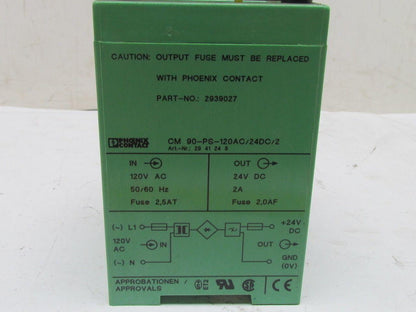 CAUTION: OUTPUT FUSE MUST BE REPLACED
WITH PHOENIX CONTACT
PART-NO.: 2939027
PHOENIX
CONTACT
CM 90-PS-120AC/24DC/2
Art.-Nr.: 29 41 24 5
IN
120V AC
50/60 Hz
Fuse 2,5AT
OUT
24V DC
2A
Fuse 2,0AF
(~) L1
+24V
DC
120V
AC
IN
OUT
(~) N
GND
(0V)
APPROBATIONEN /
APPROVALS
CE